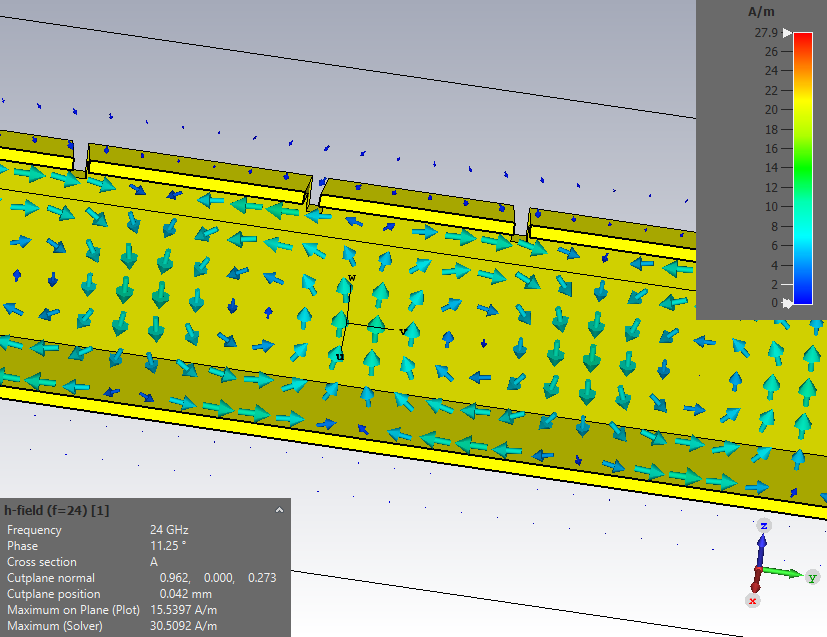 A/m
27.9
26
24
22
20
18
16
14
12
10
8
6
4
2
0
w
v
u
h-field (f=24) [1]
Frequency 24 GHz
Phase 11.25 °
Cross section A
Cutplane normal 0.962, 0.000, 0.273
Cutplane position 0.042 mm
Maximum on Plane (Plot) 15.5397 A/m
Maximum (Solver) 30.5092 A/m
z
y
x